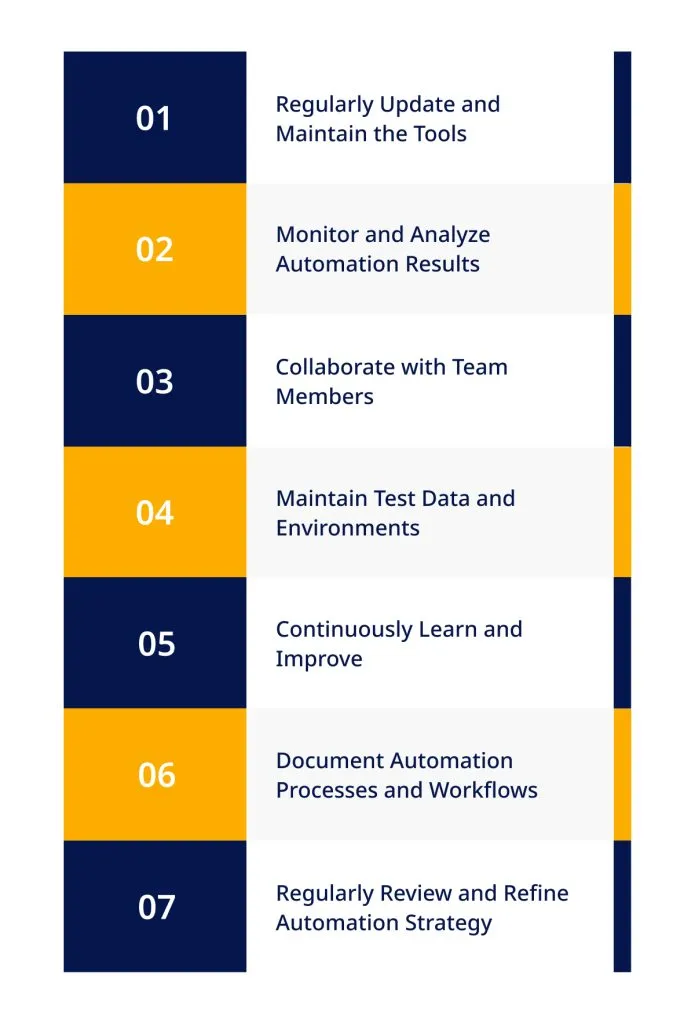 01
Regularly Update and
Maintain the Tools
02
Monitor and Analyze
Automation Results
03
Collaborate with Team
Members
04
Maintain Test Data and
Environments
05
Continuously Learn and
Improve
06
Document Automation
Processes and Workflows
07
Regularly Review and Refine
Automation Strategy